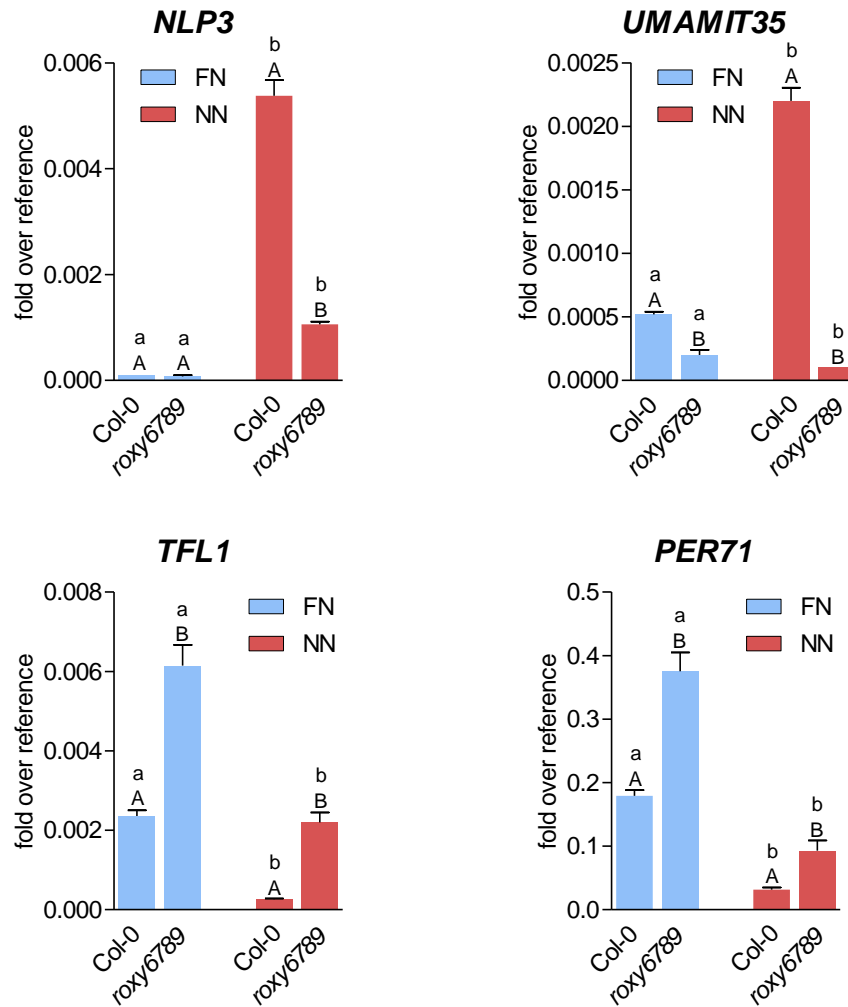 NLP3
fold over reference
0.006
0.004
0.002
0.000
FN
NN
a
A
a
A
b
A
b
B
Col-0
roxy6789
Col-0
roxy6789
UMAMIT35
fold over reference
0.0025
0.0020
0.0015
0.0010
0.0005
0.0000
FN
NN
a
A
a
B
b
A
b
B
Col-0
roxy6789
Col-0
roxy6789
TFL1
fold over reference
0.008
0.006
0.004
0.002
0.000
FN
NN
a
A
a
B
b
A
b
B
Col-0
roxy6789
Col-0
roxy6789
PER71
fold over reference
0.5
0.4
0.3
0.2
0.1
0.0
FN
NN
a
A
a
B
b
A
b
B
Col-0
roxy6789
Col-0
roxy6789